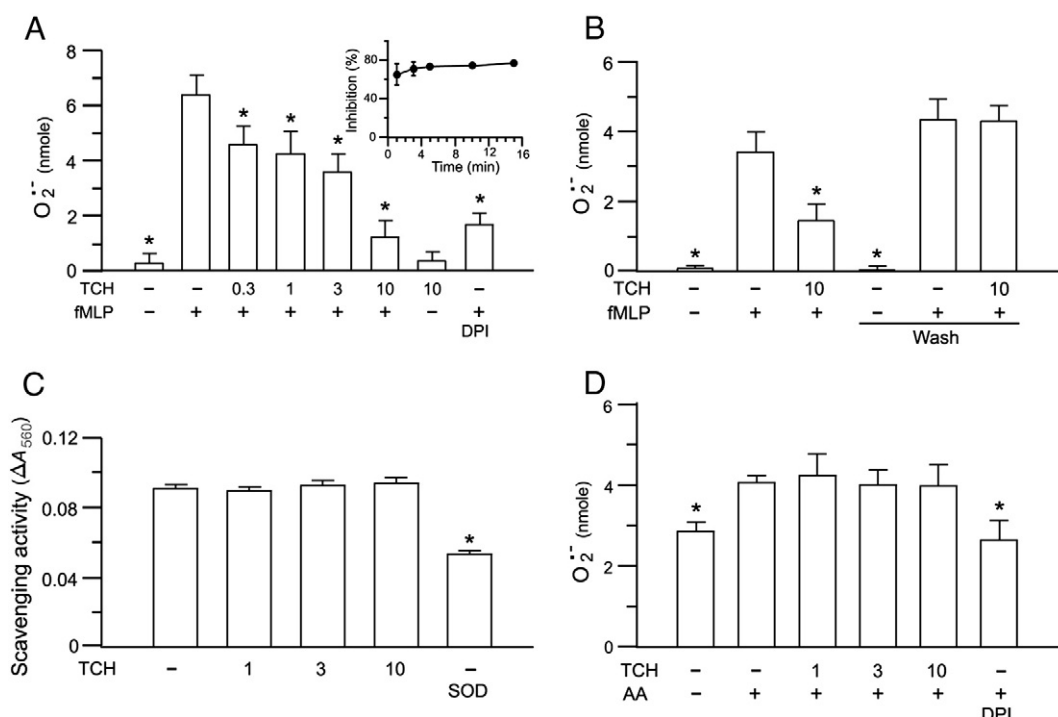 A
8
6
4
2
0
O2•− (nmole)
Inhibition (%)
80
40
0
0 4 8 12 16
Time (min)
* * * * * *
TCH − − 0.3 1 3 10 10 −
fMLP − + + + + + − +
DPI
B
6
4
2
0
O2•− (nmole)
* * *
TCH − − 10 − − 10
fMLP − + + − + +
Wash
C
0.12
0.08
0.04
0
Scavenging activity (ΔA560)
*
TCH − 1 3 10 −
SOD
D
6
4
2
0
O2•− (nmole)
* *
TCH − − 1 3 10 −
AA − + + + + +
DPI